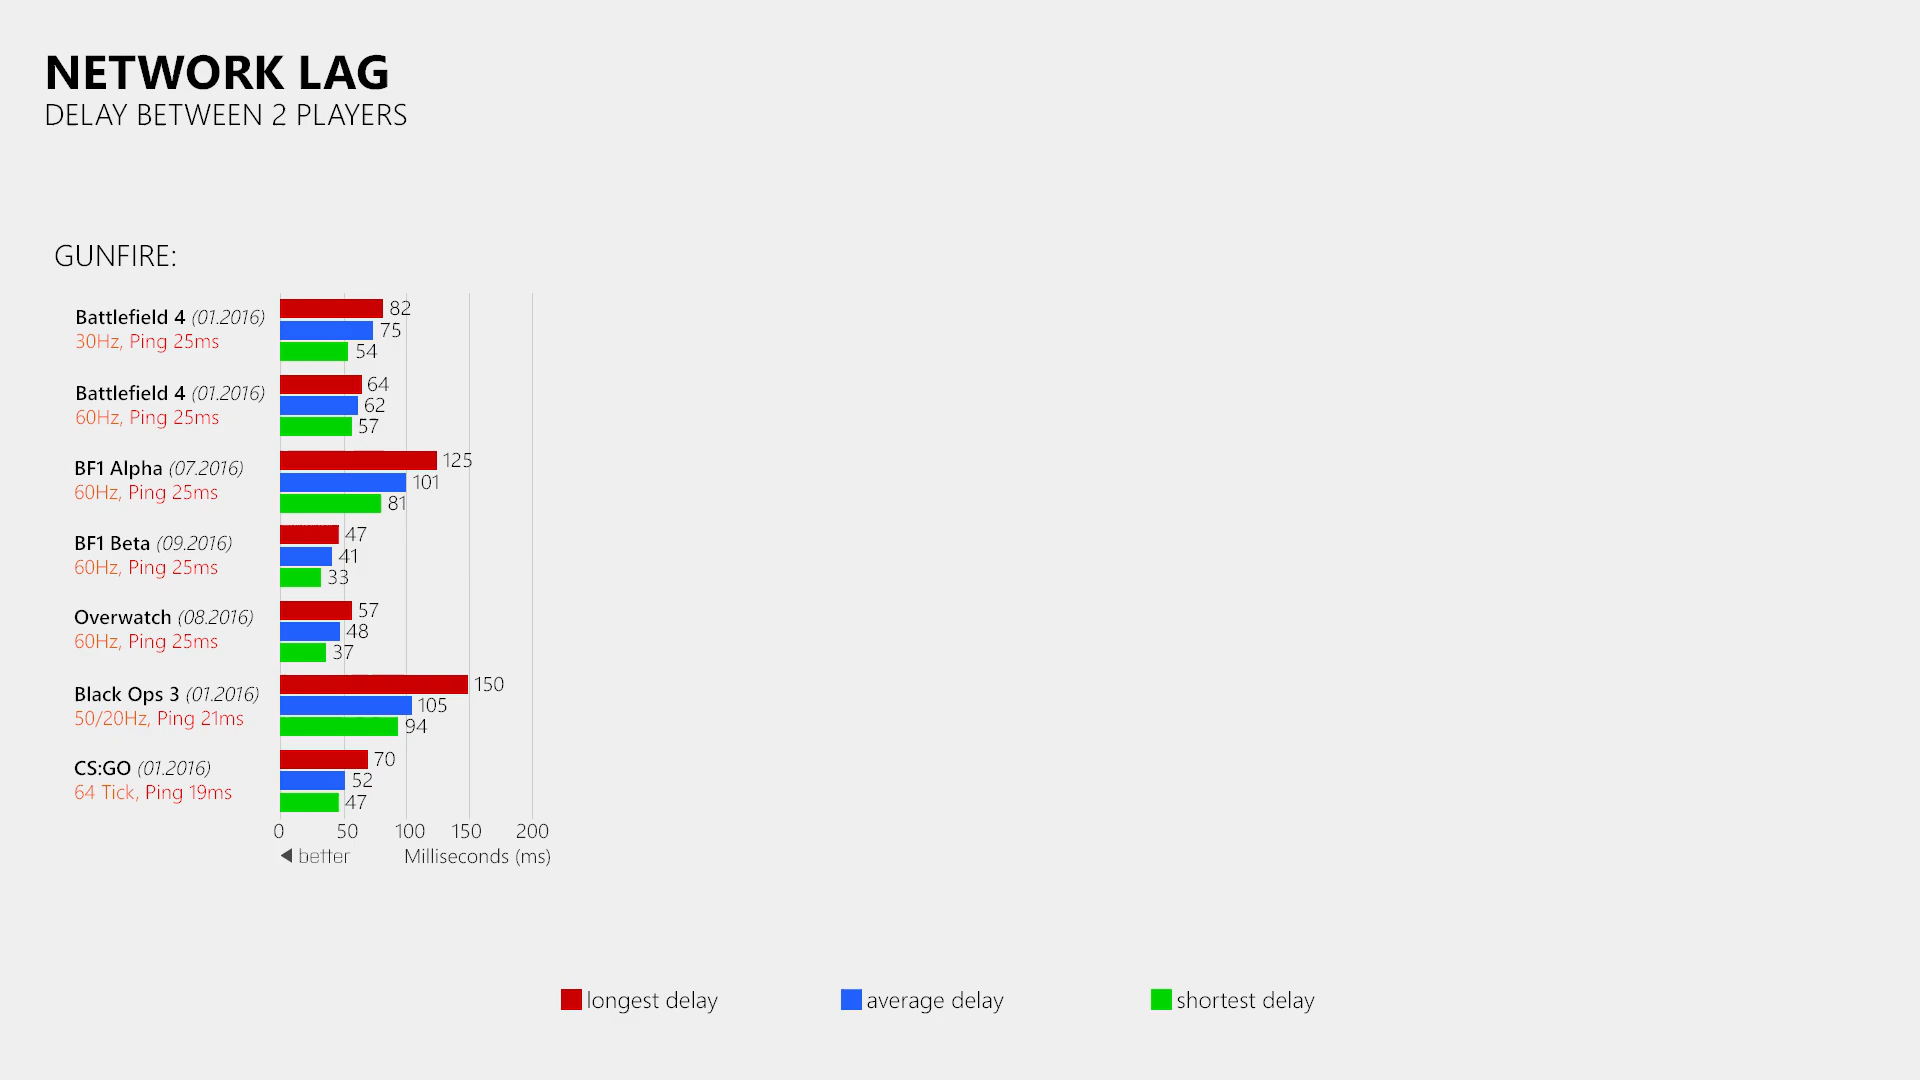 NETWORK LAG
DELAY BETWEEN 2 PLAYERS
GUNFIRE:
Battlefield 4 (01.2016)
30Hz, Ping 25ms
82
75
54
Battlefield 4 (01.2016)
60Hz, Ping 25ms
64
62
57
BF1 Alpha (07.2016)
60Hz, Ping 25ms
125
101
81
BF1 Beta (09.2016)
60Hz, Ping 25ms
47
41
33
Overwatch (08.2016)
60Hz, Ping 25ms
57
48
37
Black Ops 3 (01.2016)
50/20Hz, Ping 21ms
150
105
94
CS:GO (01.2016)
64 Tick, Ping 19ms
70
52
47
0 50 100 150 200
◀ better Milliseconds (ms)
longest delay average delay shortest delay